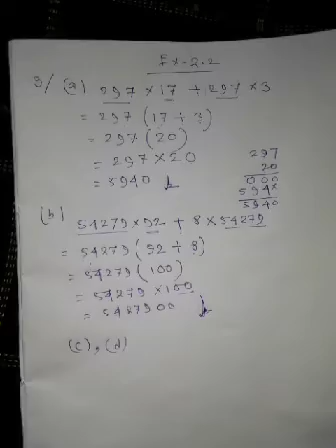 Ex-2.2
3/ (a) 297 × 17 + 297 × 3
= 297 (17 + 3)
= 297 (20)
= 297 × 20
= 5940
297
20
000
594×
5940
(b) 54279 × 92 + 8 × 54279
= 54279 (92 + 8)
= 54279 (100)
= 54279 × 100
= 5427900
(c), (d)